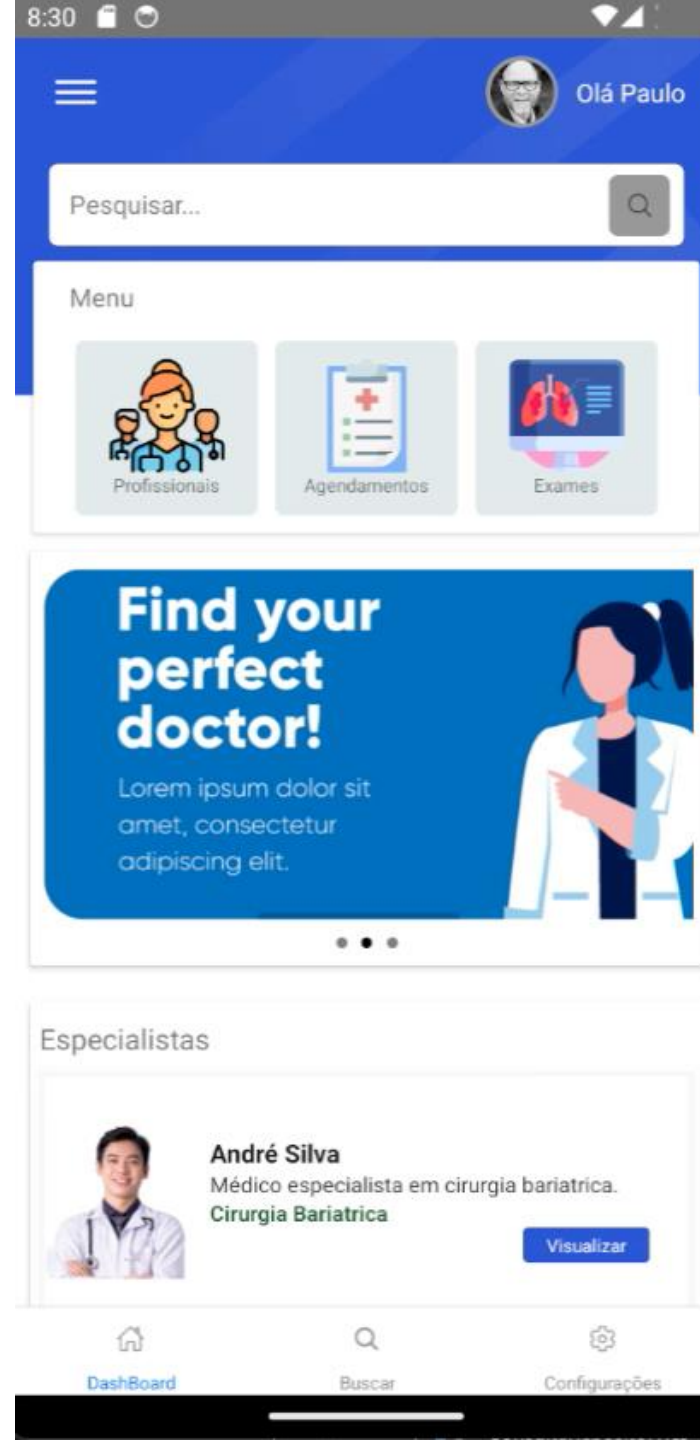 8:30
Olá Paulo
Pesquisar...
Menu
Profissionais
Agendamentos
Exames
Find your
perfect
doctor!
Lorem ipsum dolor sit
amet, consectetur
adipiscing elit.
Especialistas
André Silva
Médico especialista em cirurgia bariatrica.
Cirurgia Bariatrica
Visualizar
DashBoard
Buscar
Configurações